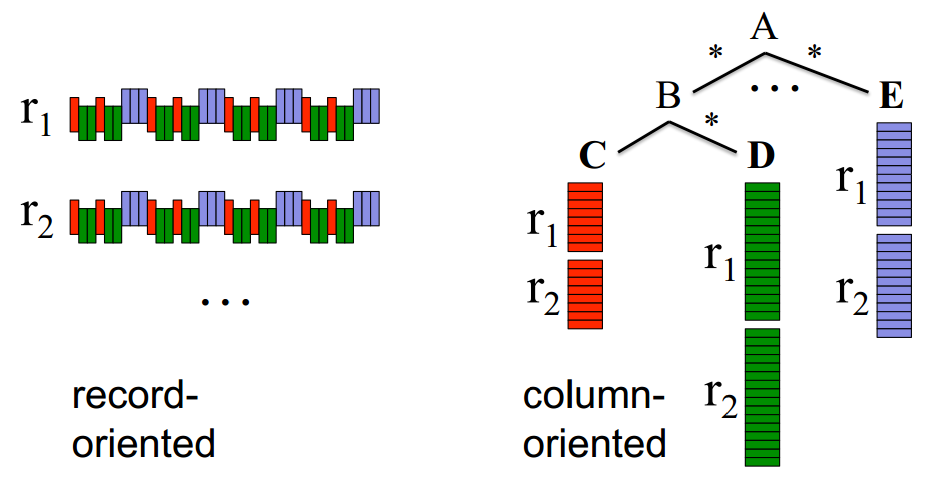 r1
r2
...
record-
oriented
A
* *
B ... E
*
C D
r1
r2
r1
r2
r1
r2
column-
oriented